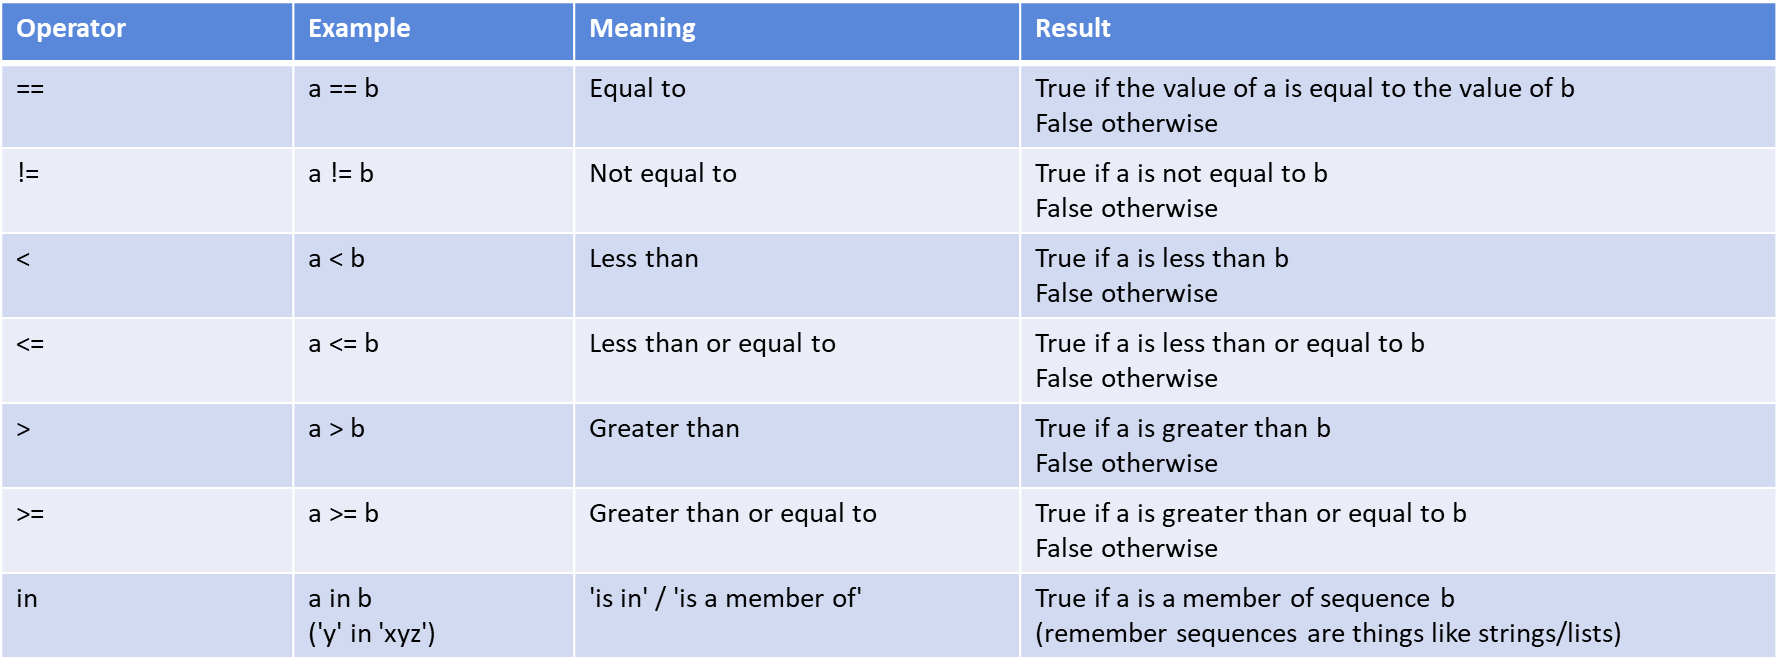 Operator Example Meaning Result
== a == b Equal to True if the value of a is equal to the value of b
False otherwise
!= a != b Not equal to True if a is not equal to b
False otherwise
< a < b Less than True if a is less than b
False otherwise
<= a <= b Less than or equal to True if a is less than or equal to b
False otherwise
> a > b Greater than True if a is greater than b
False otherwise
>= a >= b Greater than or equal to True if a is greater than or equal to b
False otherwise
in a in b 'is in' / 'is a member of' True if a is a member of sequence b
('y' in 'xyz') (remember sequences are things like strings/lists)